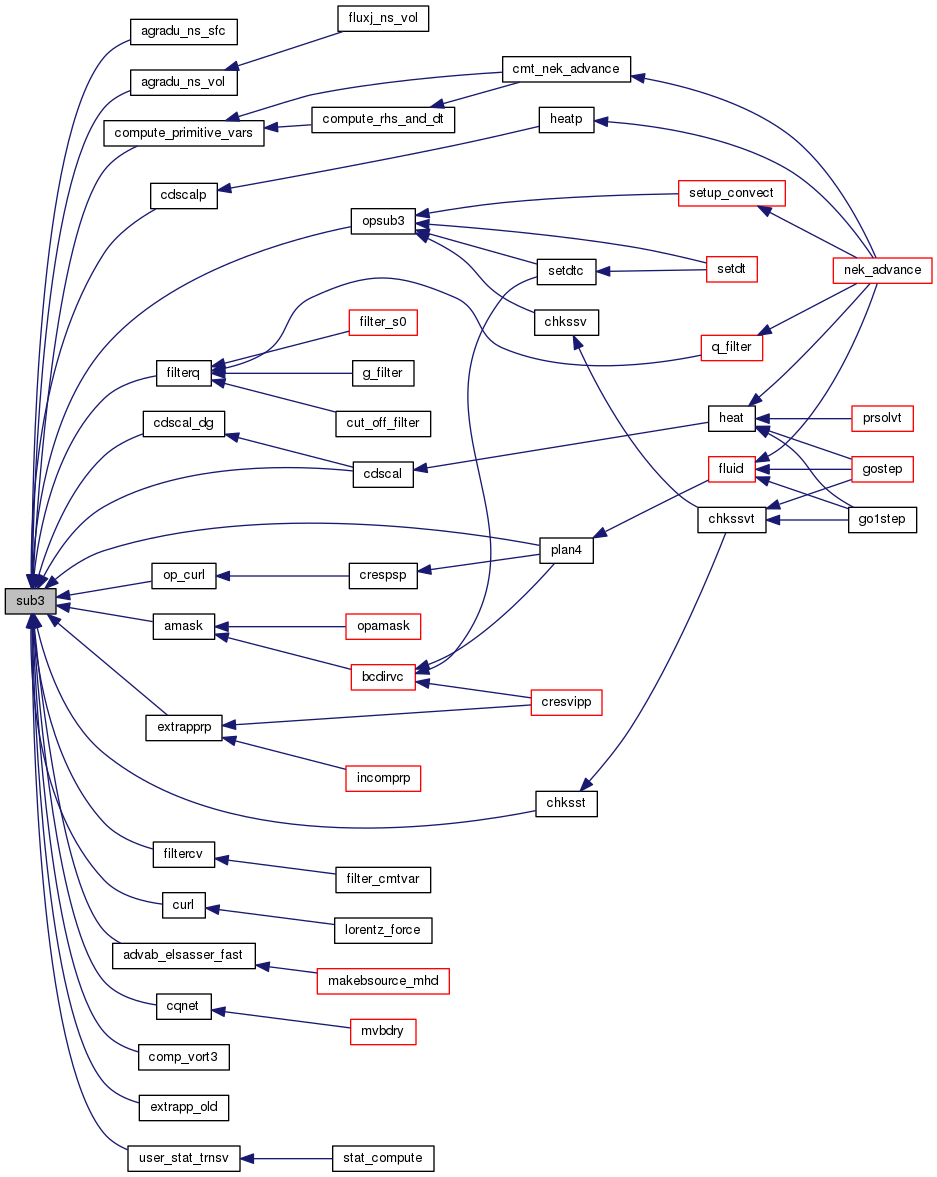 fluxj_ns_vol
agradu_ns_sfc
cmt_nek_advance
agradu_ns_vol
compute_rhs_and_dt
heatp
compute_primitive_vars
cdscalp
setup_convect
opsub3
nek_advance
setdtc
setdt
filter_s0
chkssv
q_filter
filterq
g_filter
cdscal_dg
cut_off_filter
heat
prsolvt
cdscal
fluid
gostep
chkssvt
go1step
plan4
op_curl
crespsp
sub3
amask
opamask
bcdirvc
cresvipp
extrapprp
incomprp
chksst
filtercv
filter_cmtvar
curl
lorentz_force
advab_elsasser_fast
makebsource_mhd
cqnet
mvbdry
comp_vort3
extrapp_old
user_stat_trnsv
stat_compute